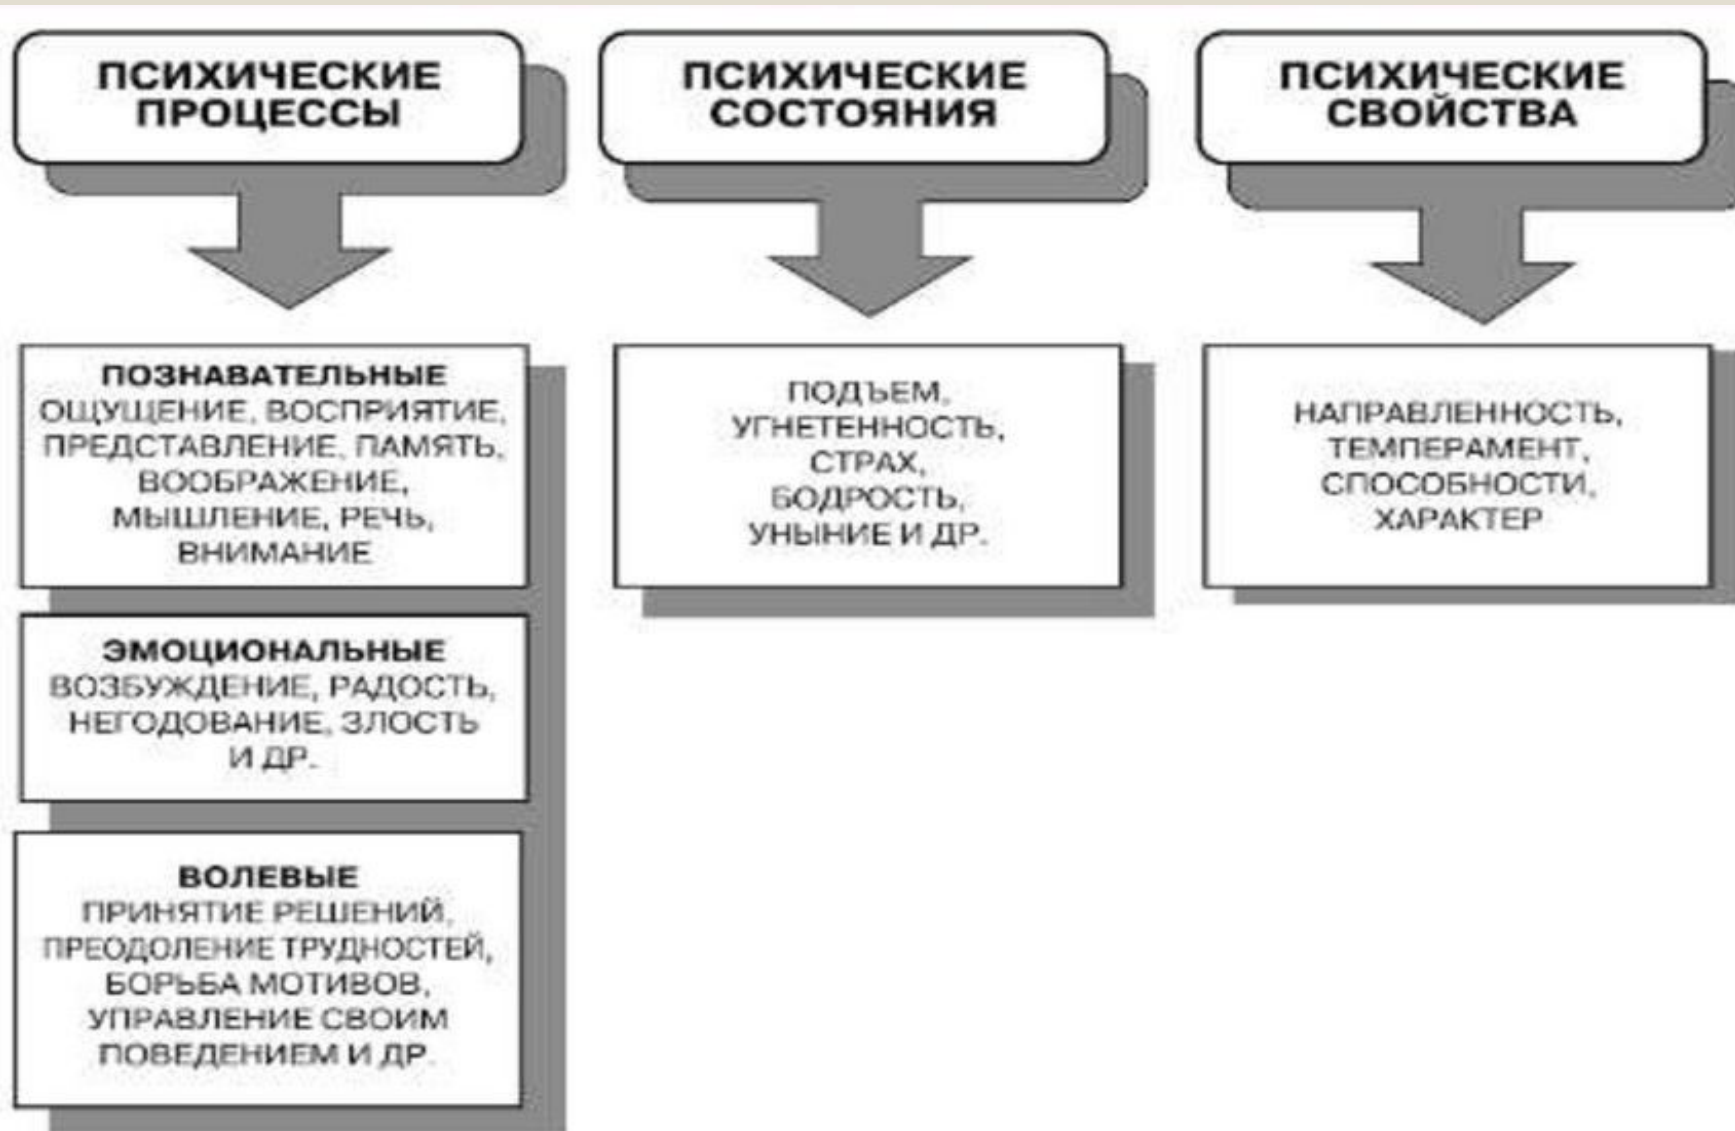 ПСИХИЧЕСКИЕ
ПРОЦЕССЫ
ПОЗНАВАТЕЛЬНЫЕ
ОЩУЩЕНИЕ, ВОСПРИЯТИЕ,
ПРЕДСТАВЛЕНИЕ, ПАМЯТЬ,
ВООБРАЖЕНИЕ,
МЫШЛЕНИЕ, РЕЧЬ,
ВНИМАНИЕ
ЭМОЦИОНАЛЬНЫЕ
ВОЗБУЖДЕНИЕ, РАДОСТЬ,
НЕГОДОВАНИЕ, ЗЛОСТЬ
И ДР.
ВОЛЕВЫЕ
ПРИНЯТИЕ РЕШЕНИЙ,
ПРЕОДОЛЕНИЕ ТРУДНОСТЕЙ,
БОРЬБА МОТИВОВ,
УПРАВЛЕНИЕ СВОИМ
ПОВЕДЕНИЕМ И ДР.
ПСИХИЧЕСКИЕ
СОСТОЯНИЯ
ПОДЪЕМ,
УГНЕТЕННОСТЬ,
СТРАХ,
БОДРОСТЬ,
УНЫНИЕ И ДР.
ПСИХИЧЕСКИЕ
СВОЙСТВА
НАПРАВЛЕННОСТЬ,
ТЕМПЕРАМЕНТ,
СПОСОБНОСТИ,
ХАРАКТЕР